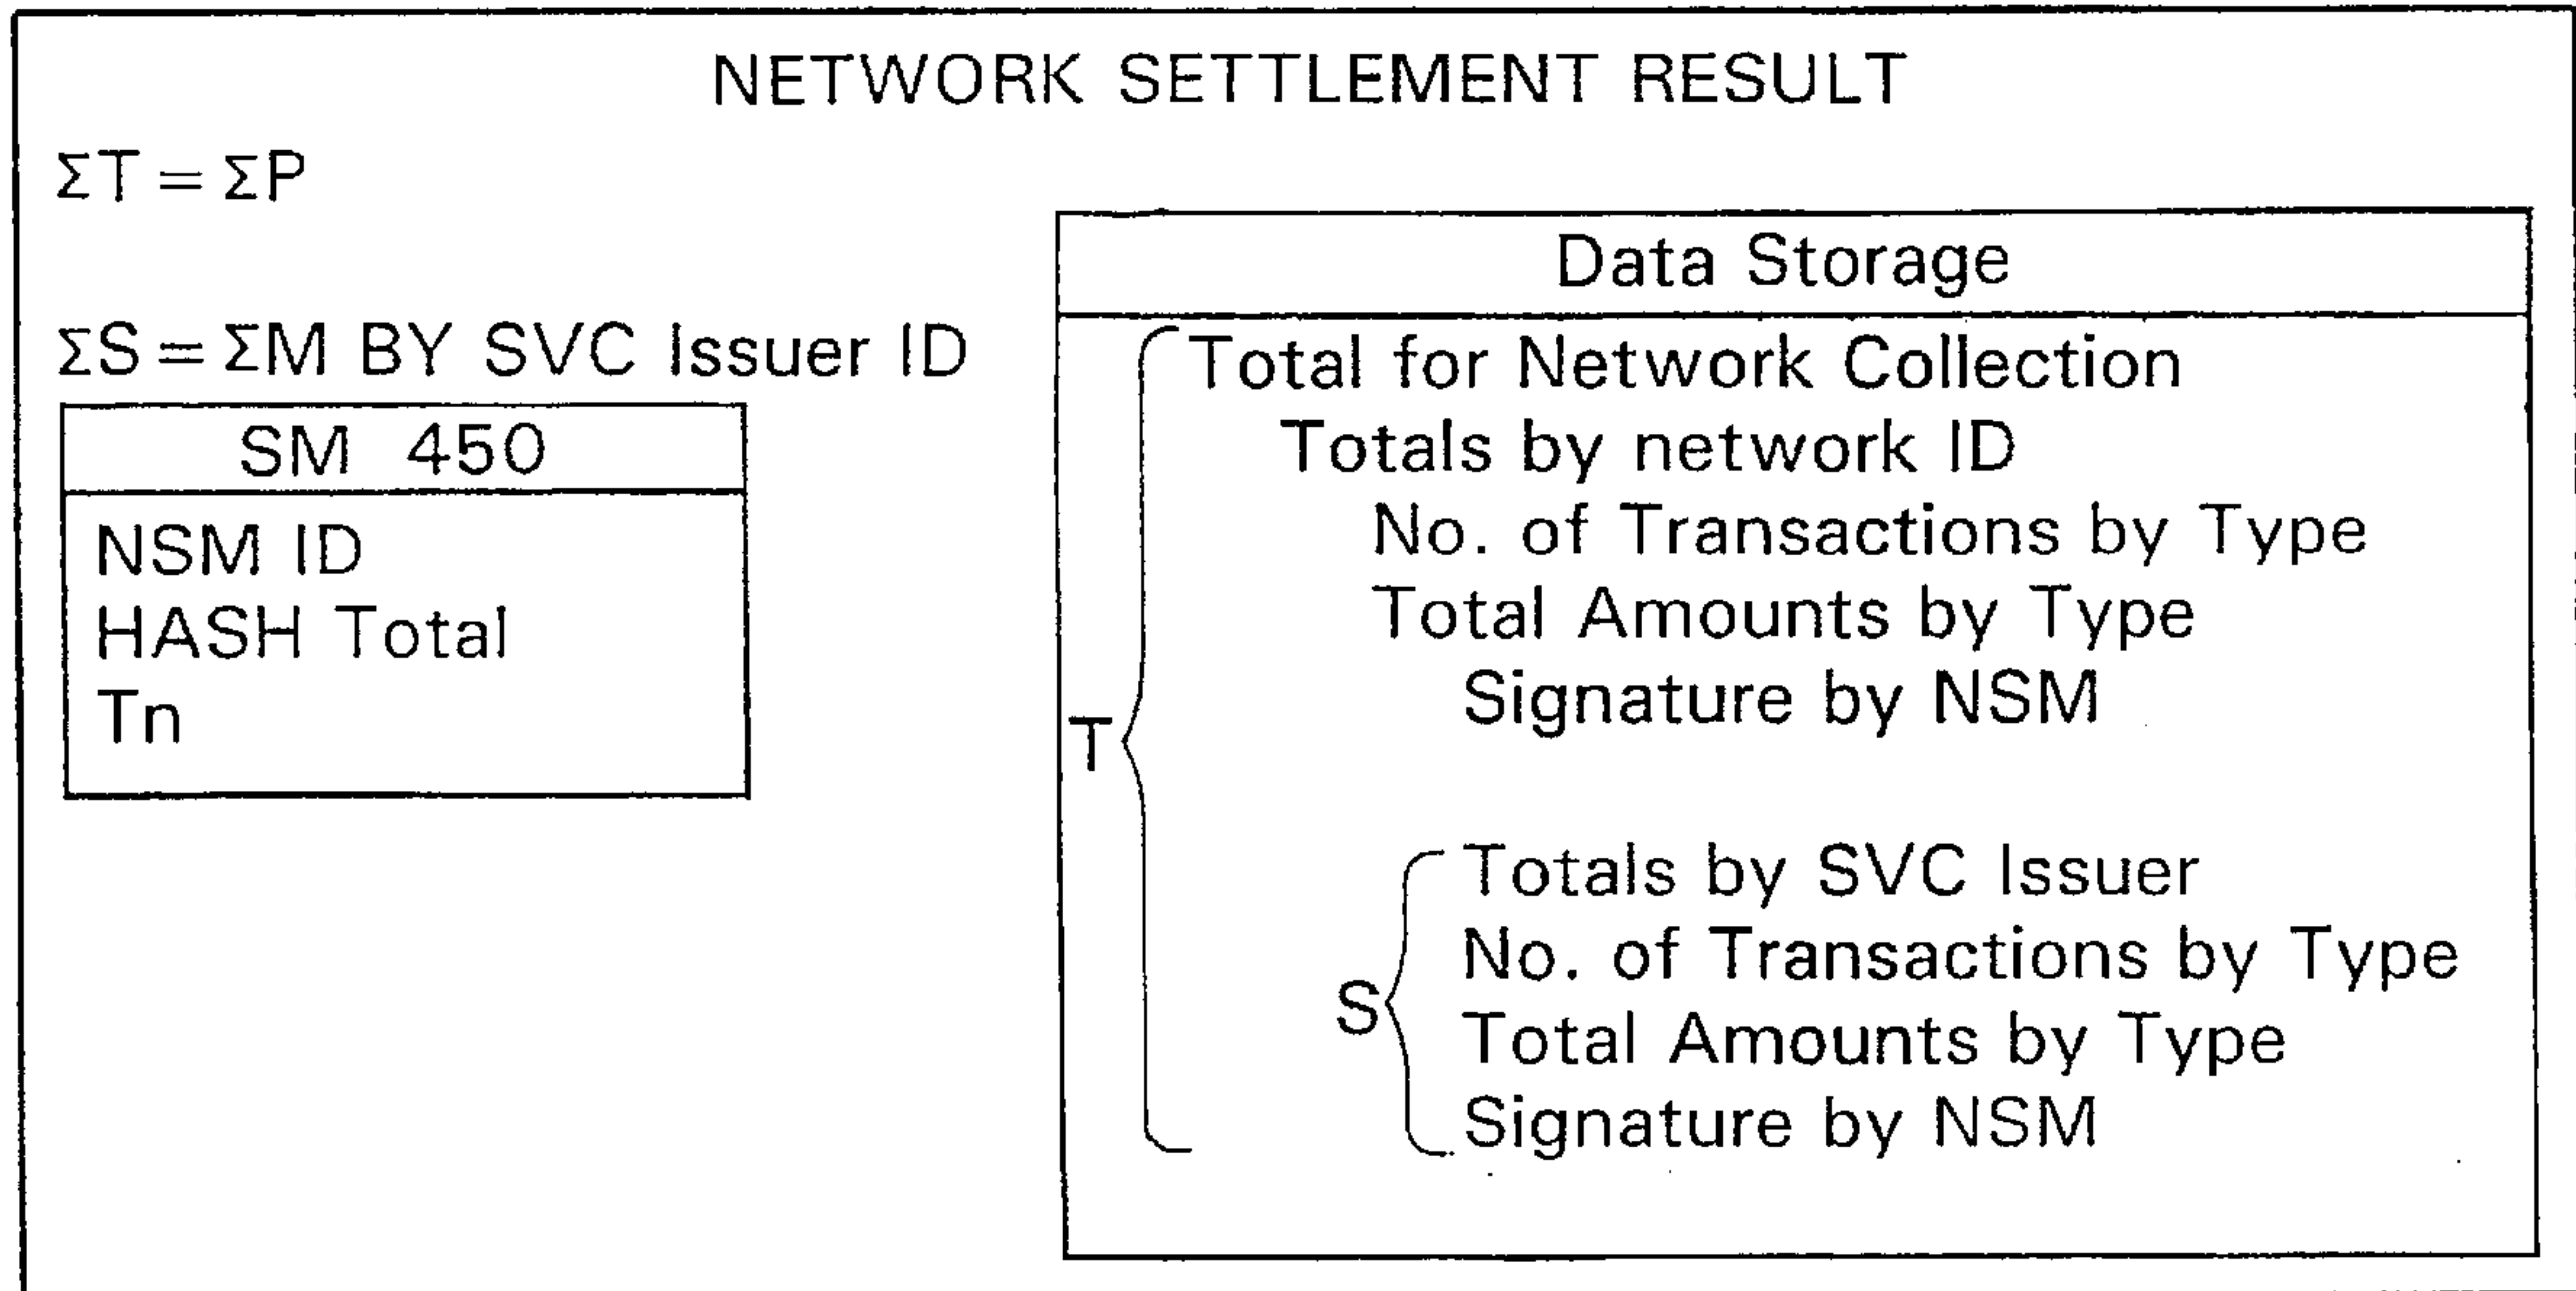 NETWORK SETTLEMENT RESULT
ΣT = ΣP
ΣS = ΣM BY SVC Issuer ID
SM 450
NSM ID
HASH Total
Tn
Data Storage
T
Total for Network Collection
Totals by network ID
No. of Transactions by Type
Total Amounts by Type
Signature by NSM
S
Totals by SVC Issuer
No. of Transactions by Type
Total Amounts by Type
Signature by NSM